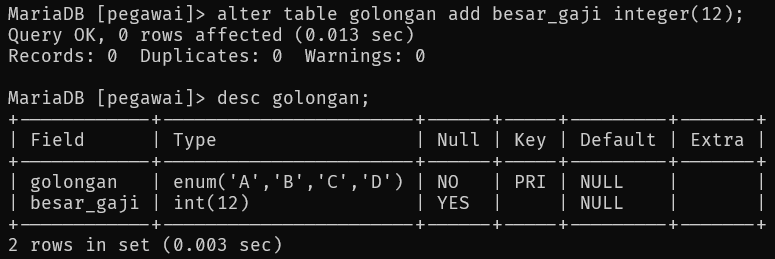 MariaDB [pegawai]> alter table golongan add besar_gaji integer(12);
Query OK, 0 rows affected (0.013 sec)
Records: 0  Duplicates: 0  Warnings: 0

MariaDB [pegawai]> desc golongan;
+------------+-----------------------+------+-----+---------+-------+
| Field      | Type                  | Null | Key | Default | Extra |
+------------+-----------------------+------+-----+---------+-------+
| golongan   | enum('A','B','C','D') | NO   | PRI | NULL    |       |
| besar_gaji | int(12)               | YES  |     | NULL    |       |
+------------+-----------------------+------+-----+---------+-------+
2 rows in set (0.003 sec)